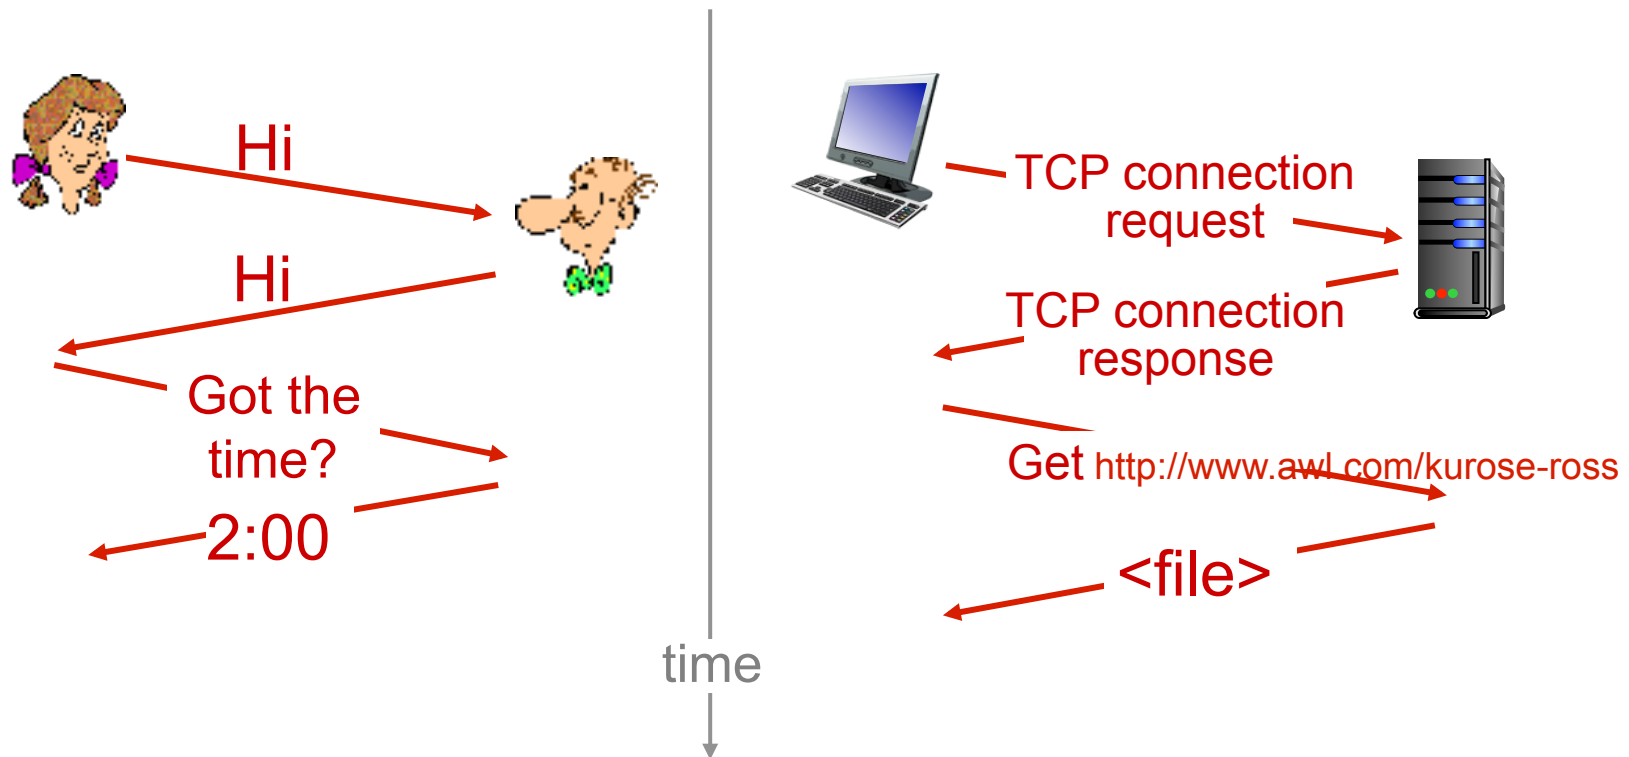 Hi
Hi
Got the
time?
2:00
TCP connection
request
TCP connection
response
Get http://www.awl.com/kurose-ross
<file>
time